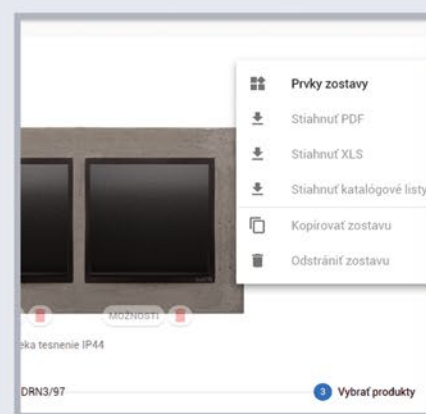 Prvky zostavy
Stiahnuť PDF
Stiahnuť XLS
Stiahnuť katalógové listy
Kopírovať zostavu
Odstrániť zostavu
MOŽNOSTI
eka tesnenie IP44
DRN3/97
3 Vybrať produkty